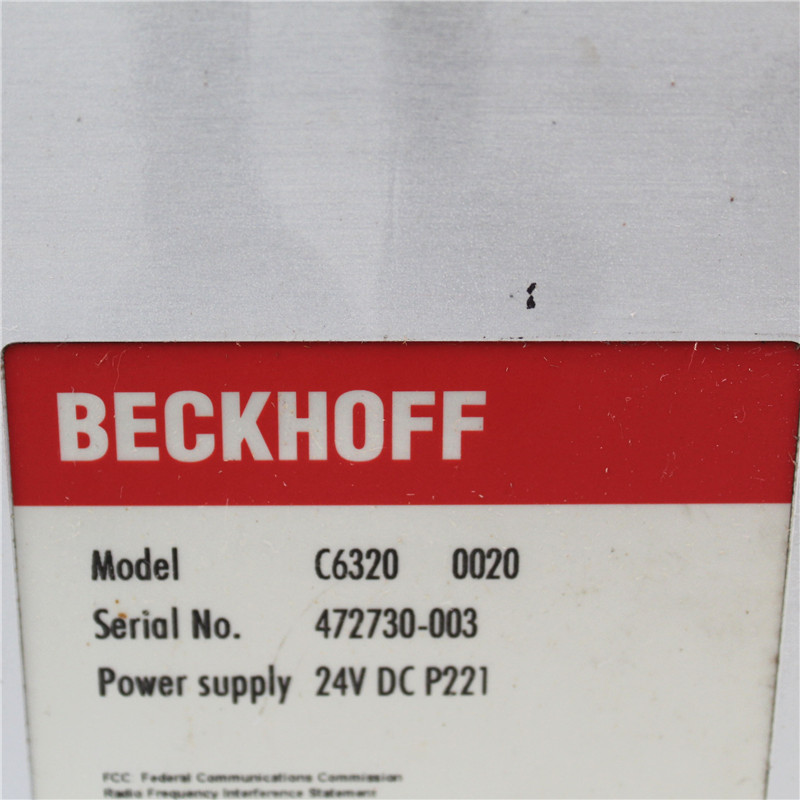 BECKHOFF
Model C6320 0020
Serial No. 472730-003
Power supply 24V DC P221
FCC: Federal Communications Commission
Radio Frequency Interference Statement